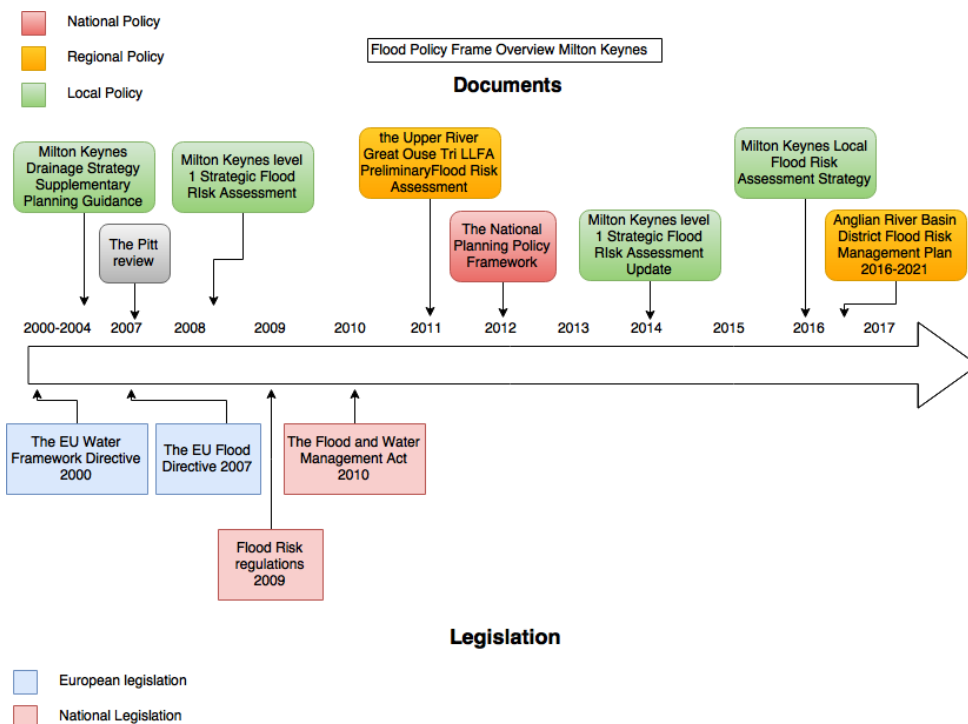 National Policy
Regional Policy
Local Policy
Flood Policy Frame Overview Milton Keynes
Documents
Milton Keynes
Drainage Strategy
Supplementary
Planning Guidance
Milton Keynes level
1 Strategic Flood
RIsk Assessment
the Upper River
Great Ouse Tri LLFA
PreliminaryFlood Risk
Assessment
Milton Keynes Local
Flood Risk
Assessment Strategy
The Pitt
review
The National
Planning Policy
Framework
Milton Keynes level
1 Strategic Flood
RIsk Assessment
Update
Anglian River Basin
District Flood Risk
Management Plan
2016-2021
2000-2004 2007 2008 2009 2010 2011 2012 2013 2014 2015 2016 2017
The EU Water
Framework Directive
2000
The EU Flood
Directive 2007
The Flood and Water
Management Act
2010
Flood Risk
regulations
2009
Legislation
European legislation
National Legislation